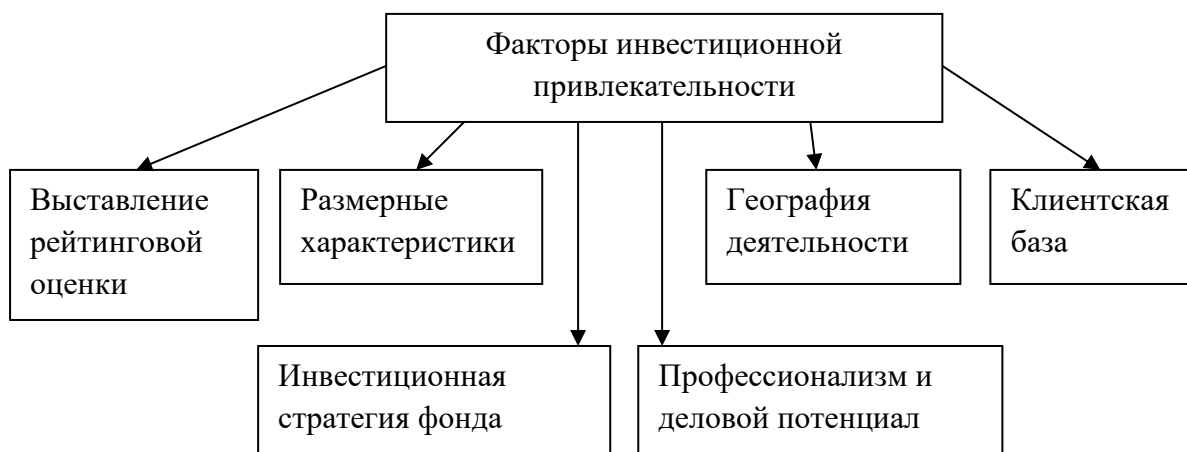 Факторы инвестиционной
привлекательности
Выставление
рейтинговой
оценки
Размерные
характеристики
География
деятельности
Клиентская
база
Инвестиционная
стратегия фонда
Профессионализм и
деловой потенциал